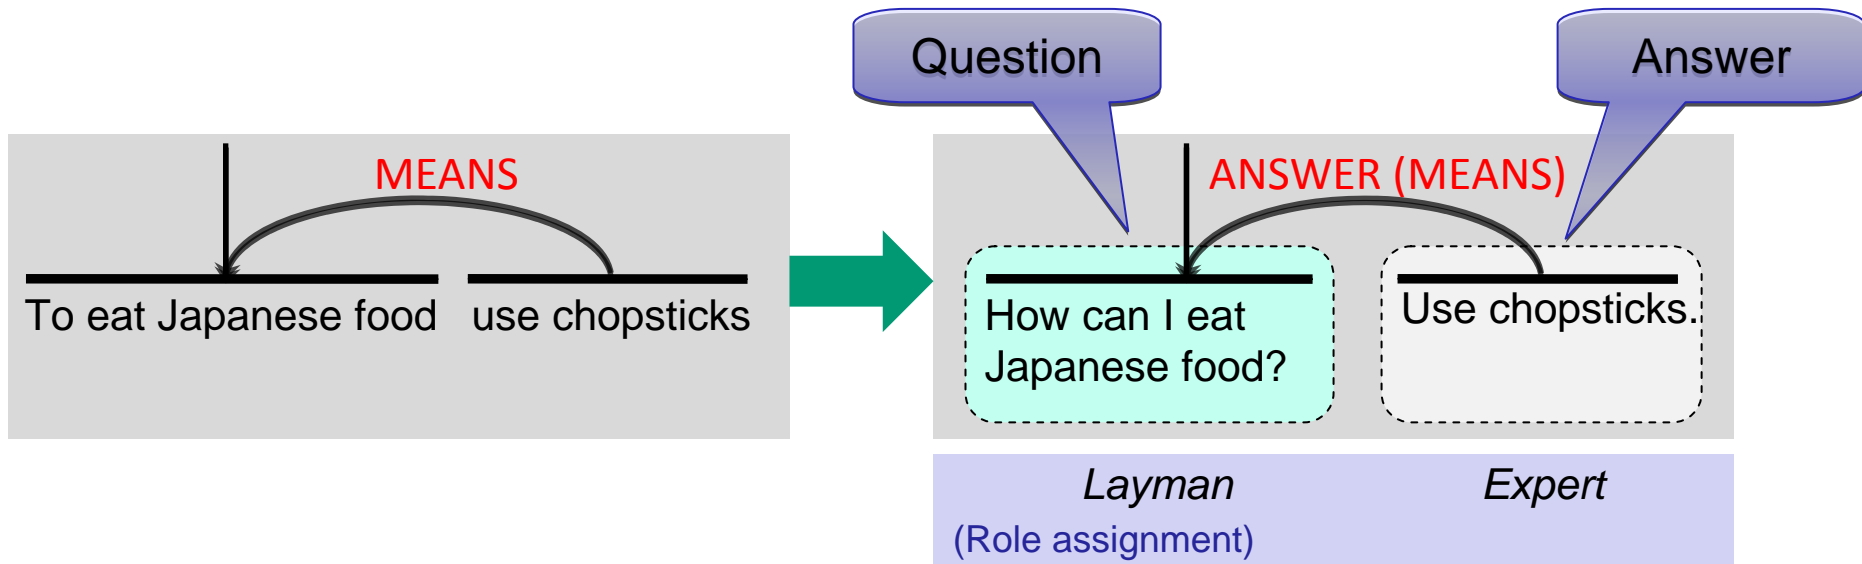 Question
Answer
MEANS
To eat Japanese food
use chopsticks
ANSWER (MEANS)
How can I eat
Japanese food?
Use chopsticks.
Layman
Expert
(Role assignment)